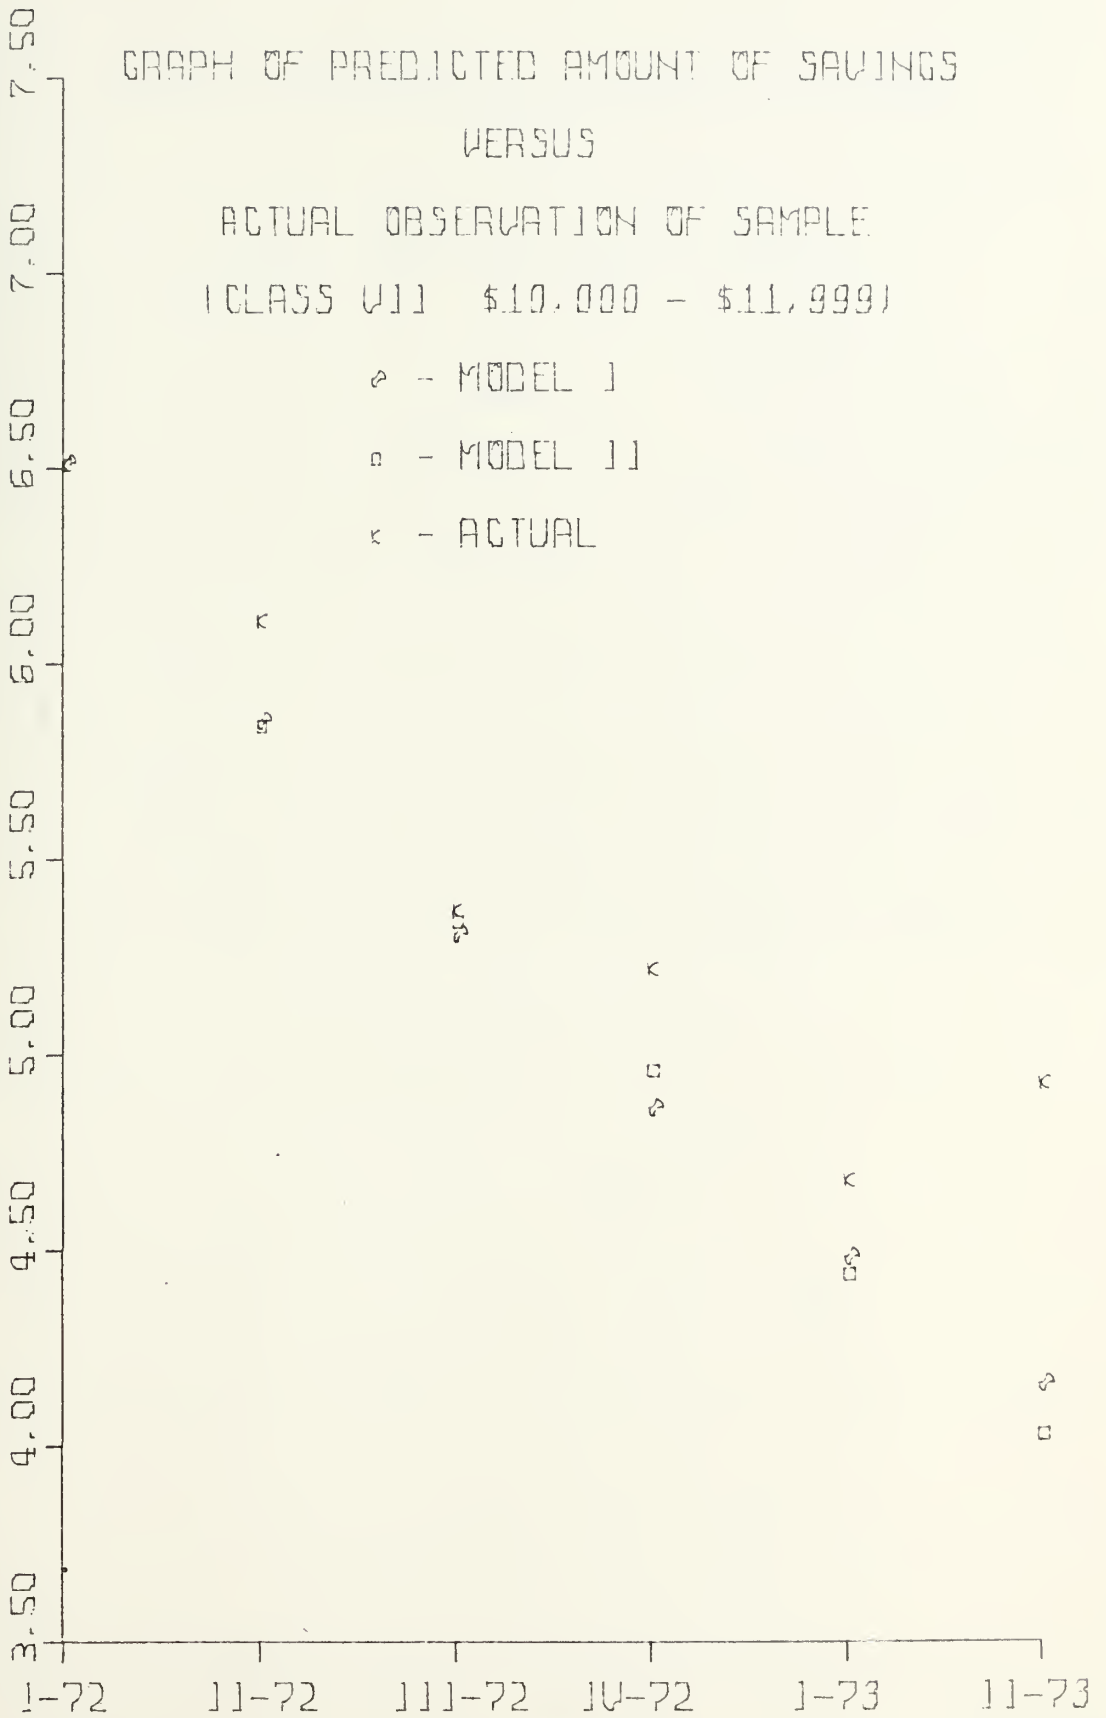 GRAPH OF PREDICTED AMOUNT OF SAVINGS
VERSUS
ACTUAL OBSERVATION OF SAMPLE
(CLASS VII $10,000 - $11,999)
- MODEL I
- MODEL II
- ACTUAL
7.50
7.00
6.50
6.00
5.50
5.00
4.50
4.00
3.50
I-72 II-72 III-72 IV-72 I-73 II-73